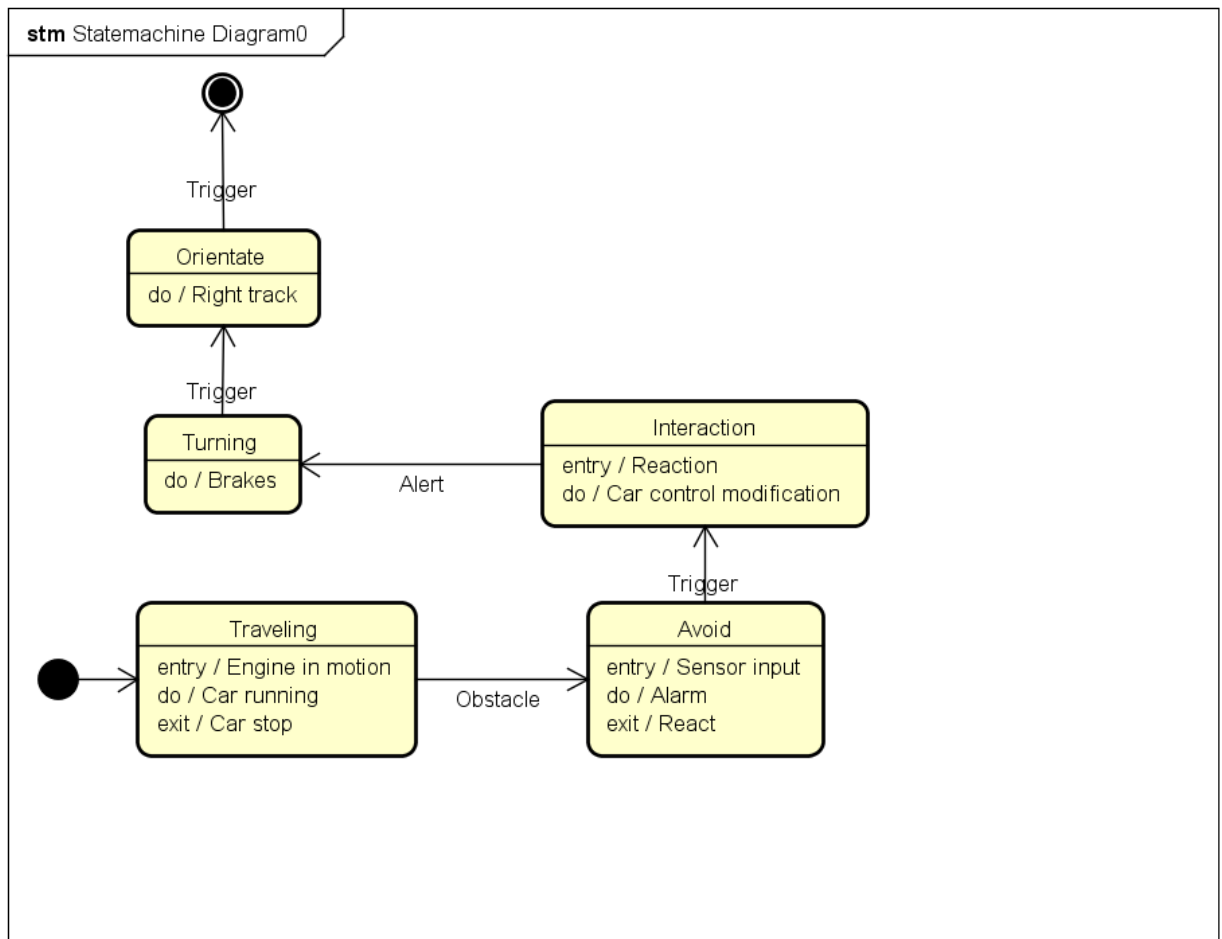 stm Statemachine Diagram0
Trigger
Orientate
do / Right track
Trigger
Turning
do / Brakes
Interaction
entry / Reaction
do / Car control modification
Alert
Trigger
Traveling
entry / Engine in motion
do / Car running
exit / Car stop
Obstacle
Avoid
entry / Sensor input
do / Alarm
exit / React